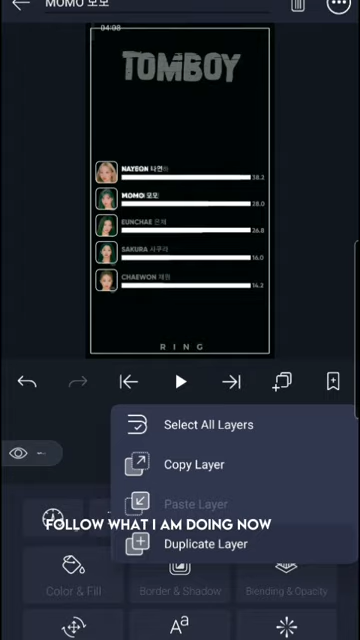 MOMO 모모
04:08
TOMBOY
NAYEON 나연
38.2
MOMO 모모
28.0
EUNCHAE 은채
26.8
SAKURA 사쿠라
16.0
CHAEWON 채원
14.2
RING
Select All Layers
Copy Layer
Paste Layer
FOLLOW WHAT I AM DOING NOW
Duplicate Layer
Color & Fill
Border & Shadow
Blending & Opacity
Aa